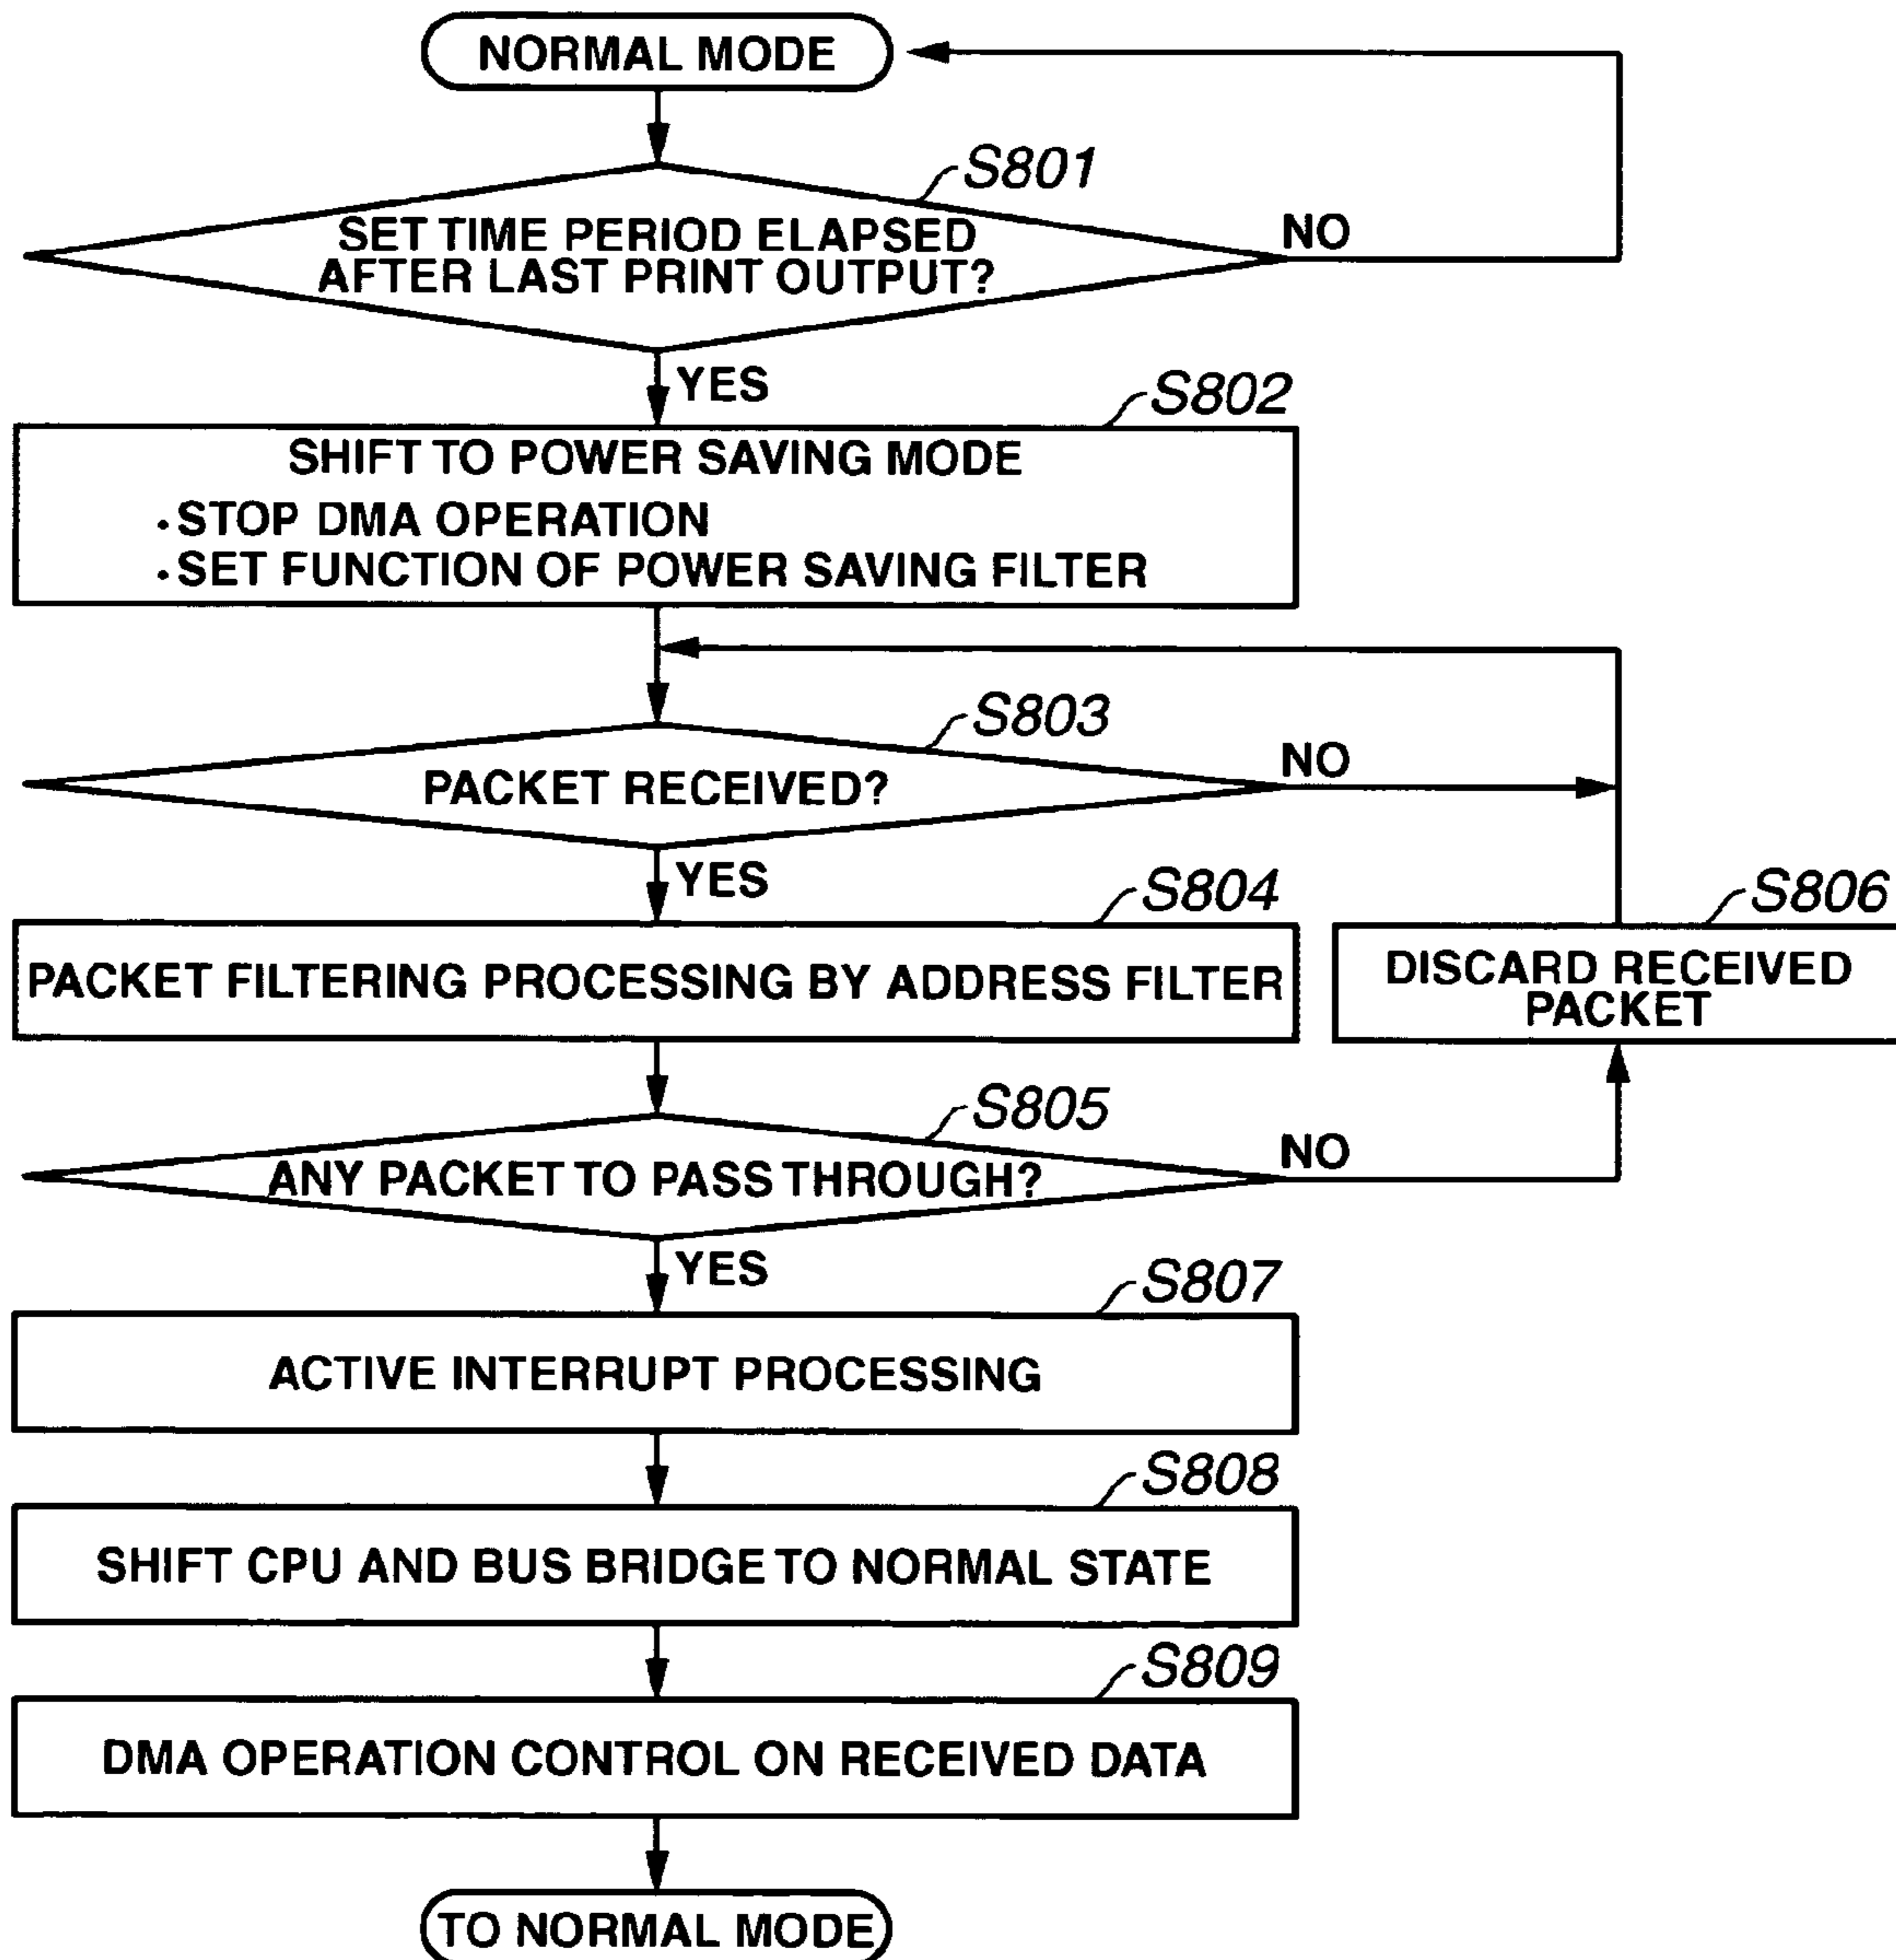 NORMAL MODE
S801
SET TIME PERIOD ELAPSED
AFTER LAST PRINT OUTPUT?
NO
YES
S802
SHIFT TO POWER SAVING MODE
•STOP DMA OPERATION
•SET FUNCTION OF POWER SAVING FILTER
S803
PACKET RECEIVED?
NO
YES
S804
PACKET FILTERING PROCESSING BY ADDRESS FILTER
S806
DISCARD RECEIVED
PACKET
S805
ANY PACKET TO PASS THROUGH?
NO
YES
S807
ACTIVE INTERRUPT PROCESSING
S808
SHIFT CPU AND BUS BRIDGE TO NORMAL STATE
S809
DMA OPERATION CONTROL ON RECEIVED DATA
TO NORMAL MODE